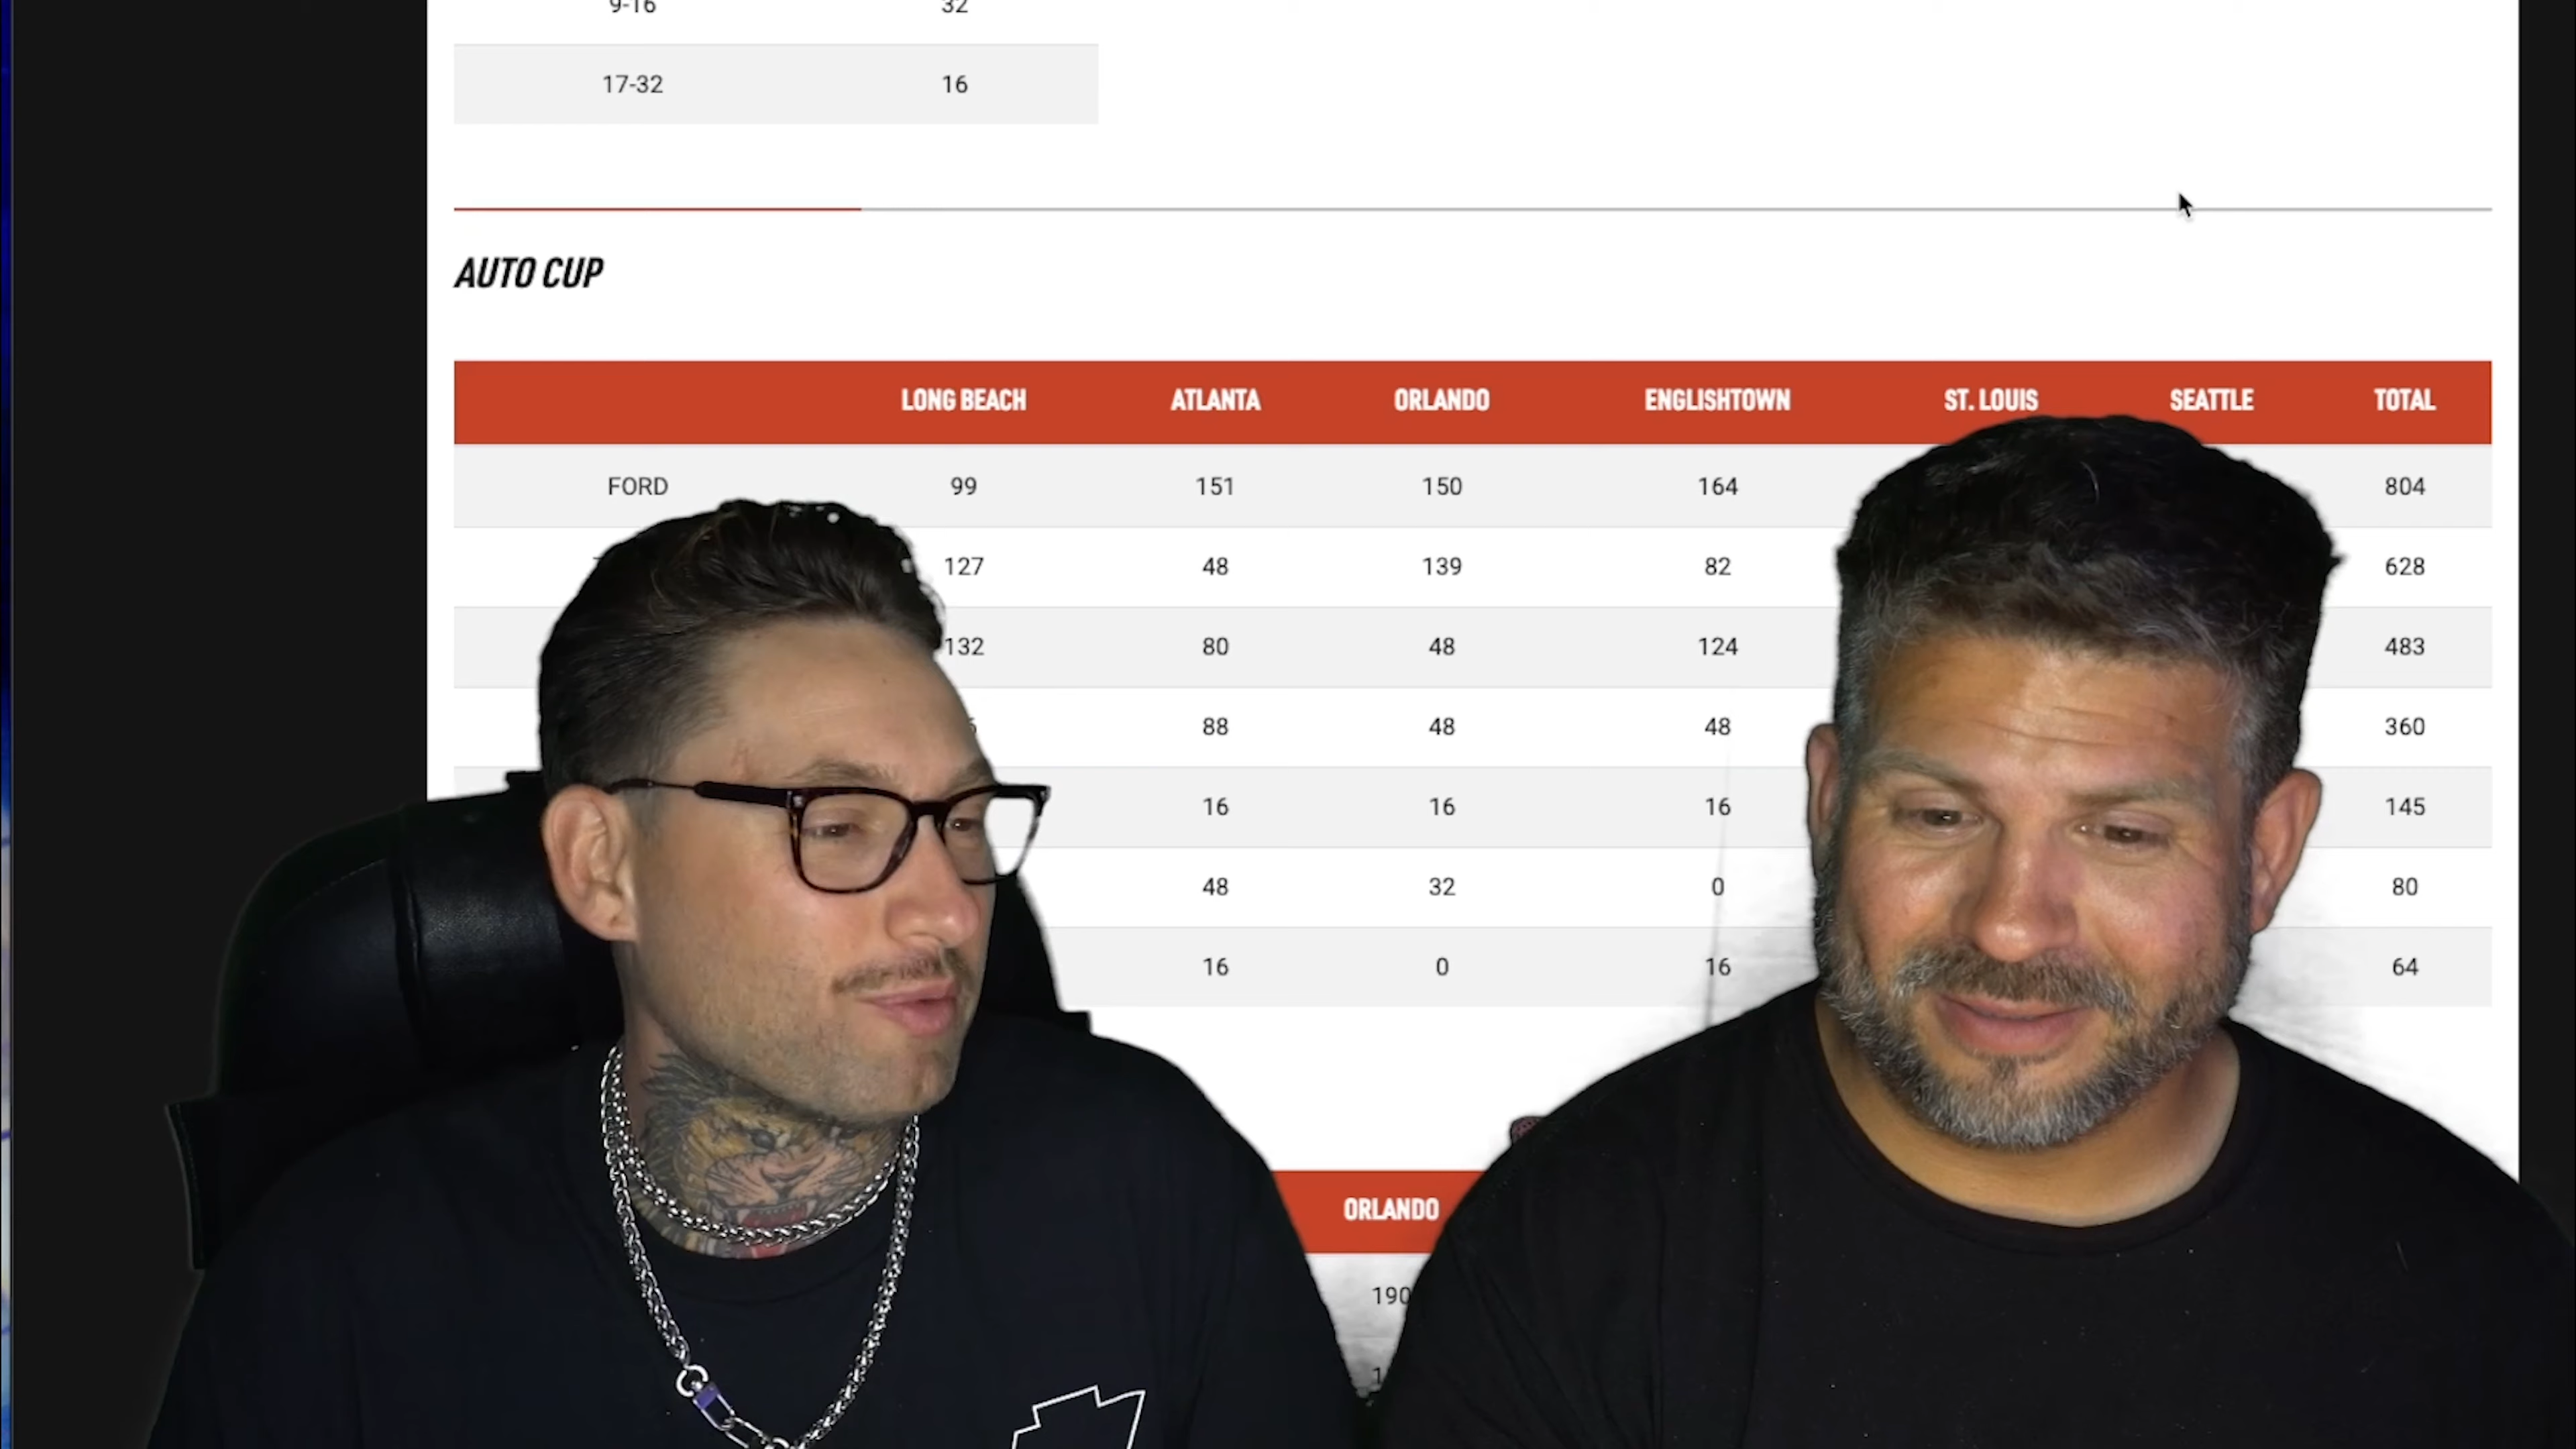 9-16 32
17-32 16
AUTO CUP
LONG BEACH ATLANTA ORLANDO ENGLISHTOWN ST. LOUIS SEATTLE TOTAL
FORD 99 151 150 164 804
127 48 139 82 628
132 80 48 124 483
88 48 48 360
16 16 16 145
48 32 0 80
16 0 16 64
ORLANDO
190